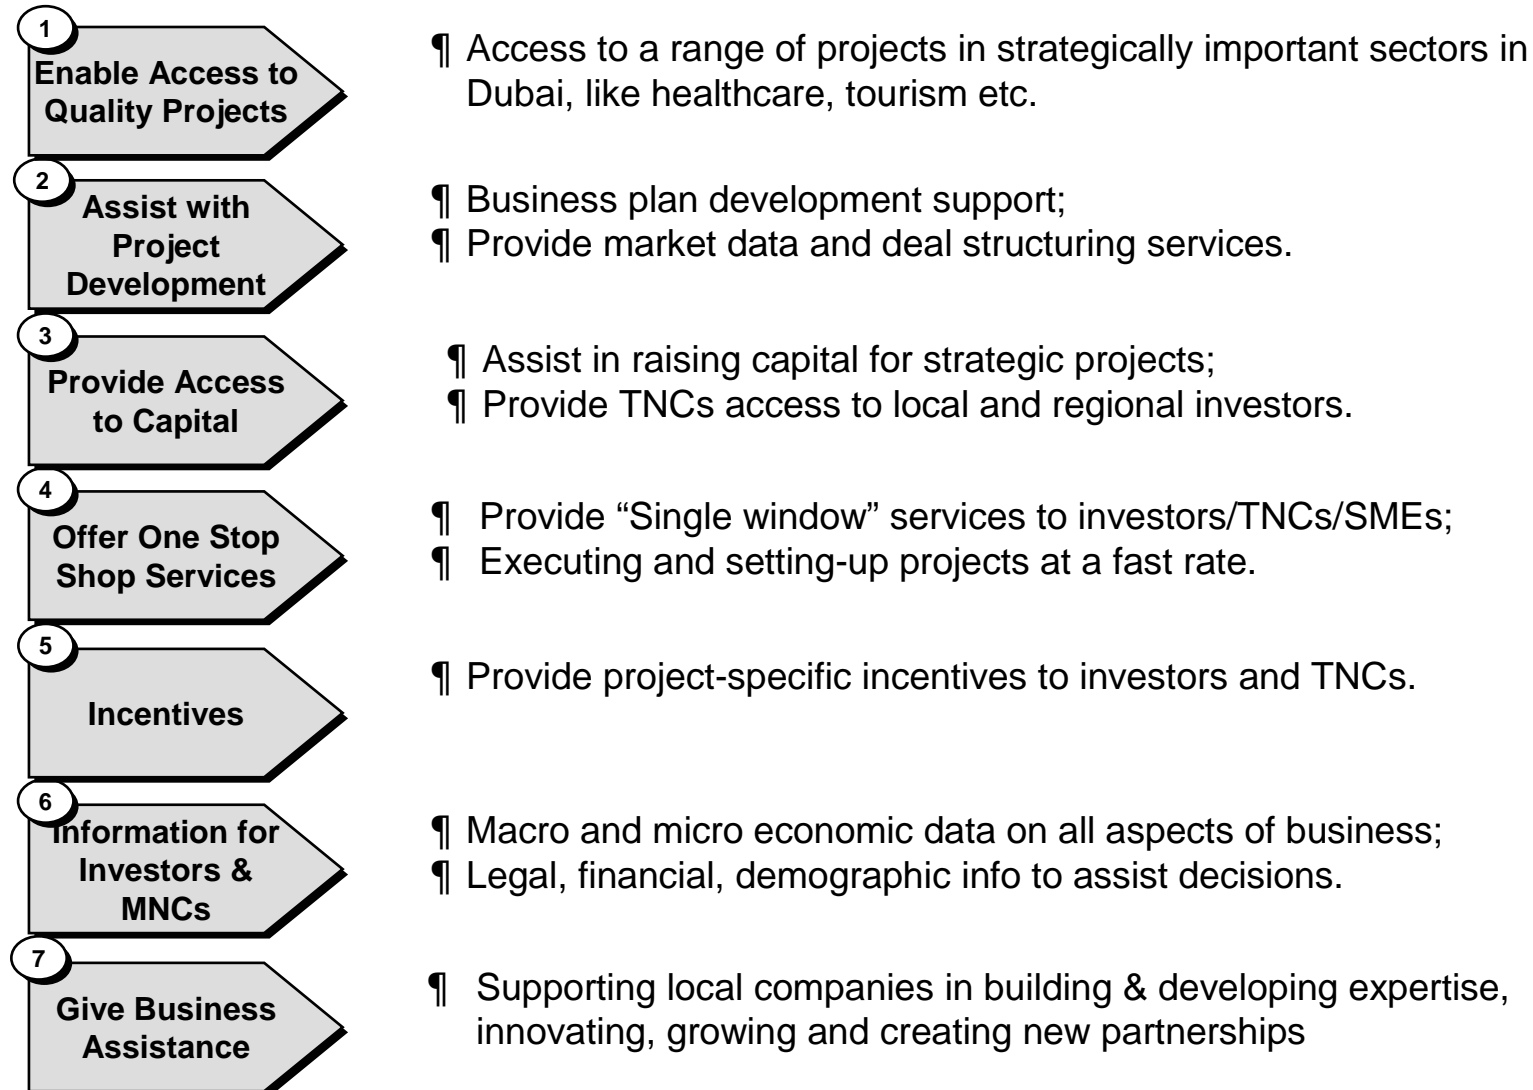 1
Enable Access to
Quality Projects
¶ Access to a range of projects in strategically important sectors in
Dubai, like healthcare, tourism etc.
2
Assist with
Project
Development
¶ Business plan development support;
¶ Provide market data and deal structuring services.
3
Provide Access
to Capital
¶ Assist in raising capital for strategic projects;
¶ Provide TNCs access to local and regional investors.
4
Offer One Stop
Shop Services
¶ Provide “Single window” services to investors/TNCs/SMEs;
¶ Executing and setting-up projects at a fast rate.
5
Incentives
¶ Provide project-specific incentives to investors and TNCs.
6
Information for
Investors &
MNCs
¶ Macro and micro economic data on all aspects of business;
¶ Legal, financial, demographic info to assist decisions.
7
Give Business
Assistance
¶ Supporting local companies in building & developing expertise,
innovating, growing and creating new partnerships